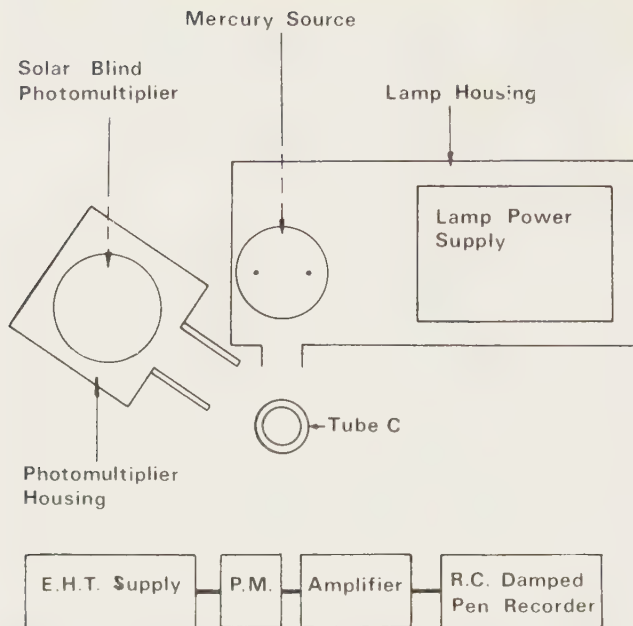 Mercury Source
Solar Blind
Photomultiplier
Lamp Housing
Lamp Power
Supply
Tube C
Photomultiplier
Housing
E.H.T. Supply
P.M.
Amplifier
R.C. Damped
Pen Recorder